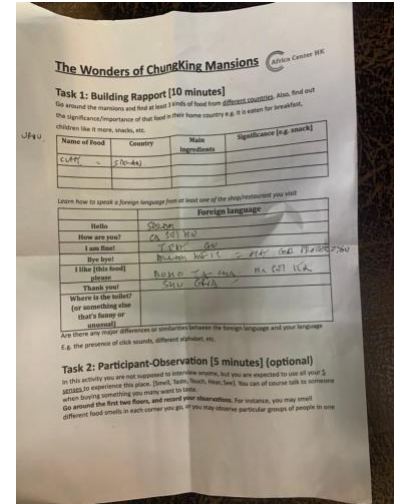 The Wonders of ChungKing Mansions
Africa Center HK
Task 1: Building Rapport [10 minutes]
Go around the mansions and find at least 3 kinds of food from different countries. Also, find out
the significance/importance of that food in their home country e.g. it is eaten for breakfast,
children like it more, snacks, etc.
Name of Food Country Main Ingredients Significance [e.g. snack]
Learn how to speak a foreign language from at least one of the shop/restaurant you visit
Foreign language
Hello
How are you?
I am fine!
Bye bye!
I like [this food] please
Thank you!
Where is the toilet? (or something else that's funny or unusual)
Are there any major differences or similarities between the foreign language and your language
E.g. the presence of click sounds, different alphabet, etc.
Task 2: Participant-Observation [5 minutes] (optional)
In this activity you are not supposed to interview anyone, but you are expected to use all your 5
senses to experience this place. [Smell, Taste, Touch, Hear, See]. You can of course talk to someone
when buying something you many want to taste.
Go around the first two floors, and record your observations. For instance, you may smell
different food smells in each corner you go, or you may observe particular groups of people in one